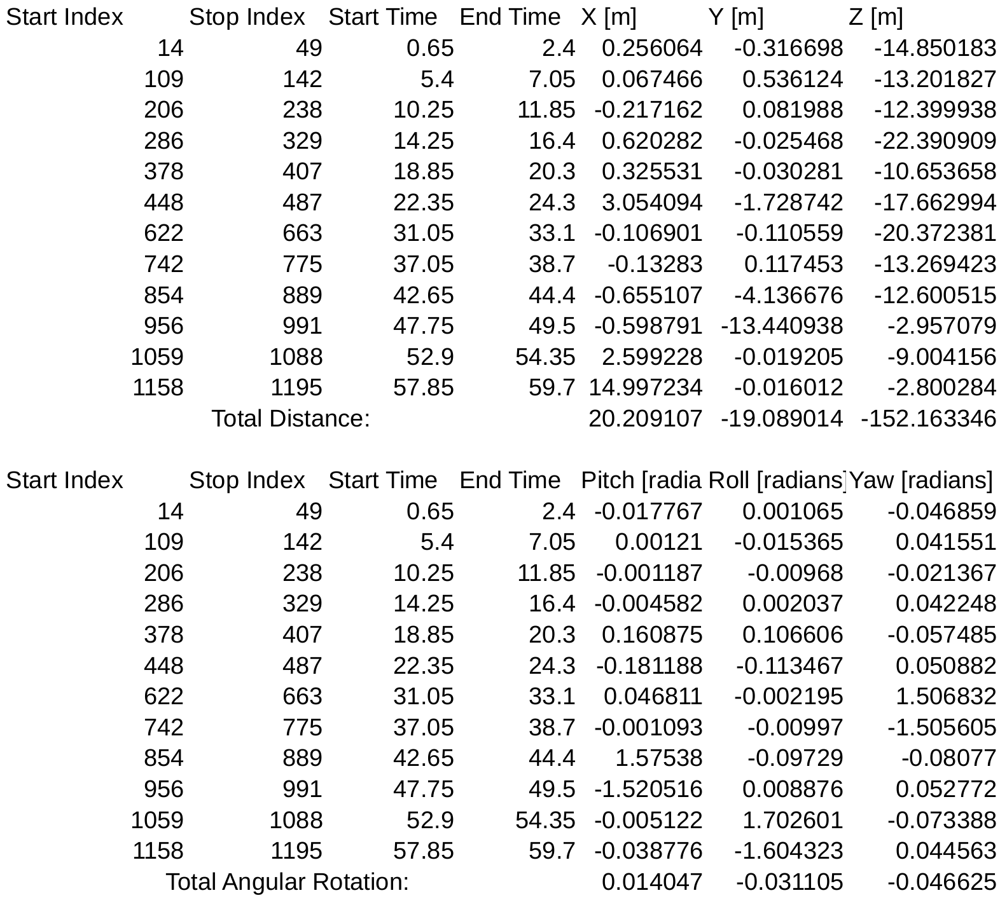 Start Index Stop Index Start Time End Time X [m] Y [m] Z [m]
14 49 0.65 2.4 0.256064 -0.316698 -14.850183
109 142 5.4 7.05 0.067466 0.536124 -13.201827
206 238 10.25 11.85 -0.217162 0.081988 -12.399938
286 329 14.25 16.4 0.620282 -0.025468 -22.390909
378 407 18.85 20.3 0.325531 -0.030281 -10.653658
448 487 22.35 24.3 3.054094 -1.728742 -17.662994
622 663 31.05 33.1 -0.106901 -0.110559 -20.372381
742 775 37.05 38.7 -0.13283 0.117453 -13.269423
854 889 42.65 44.4 -0.655107 -4.136676 -12.600515
956 991 47.75 49.5 -0.598791 -13.440938 -2.957079
1059 1088 52.9 54.35 2.599228 -0.019205 -9.004156
1158 1195 57.85 59.7 14.997234 -0.016012 -2.800284
Total Distance: 20.209107 -19.089014 -152.163346
Start Index Stop Index Start Time End Time Pitch [radia Roll [radians] Yaw [radians]
14 49 0.65 2.4 -0.017767 0.001065 -0.046859
109 142 5.4 7.05 0.00121 -0.015365 0.041551
206 238 10.25 11.85 -0.001187 -0.00968 -0.021367
286 329 14.25 16.4 -0.004582 0.002037 0.042248
378 407 18.85 20.3 0.160875 0.106606 -0.057485
448 487 22.35 24.3 -0.181188 -0.113467 0.050882
622 663 31.05 33.1 0.046811 -0.002195 1.506832
742 775 37.05 38.7 -0.001093 -0.00997 -1.505605
854 889 42.65 44.4 1.57538 -0.09729 -0.08077
956 991 47.75 49.5 -1.520516 0.008876 0.052772
1059 1088 52.9 54.35 -0.005122 1.702601 -0.073388
1158 1195 57.85 59.7 -0.038776 -1.604323 0.044563
Total Angular Rotation: 0.014047 -0.031105 -0.046625